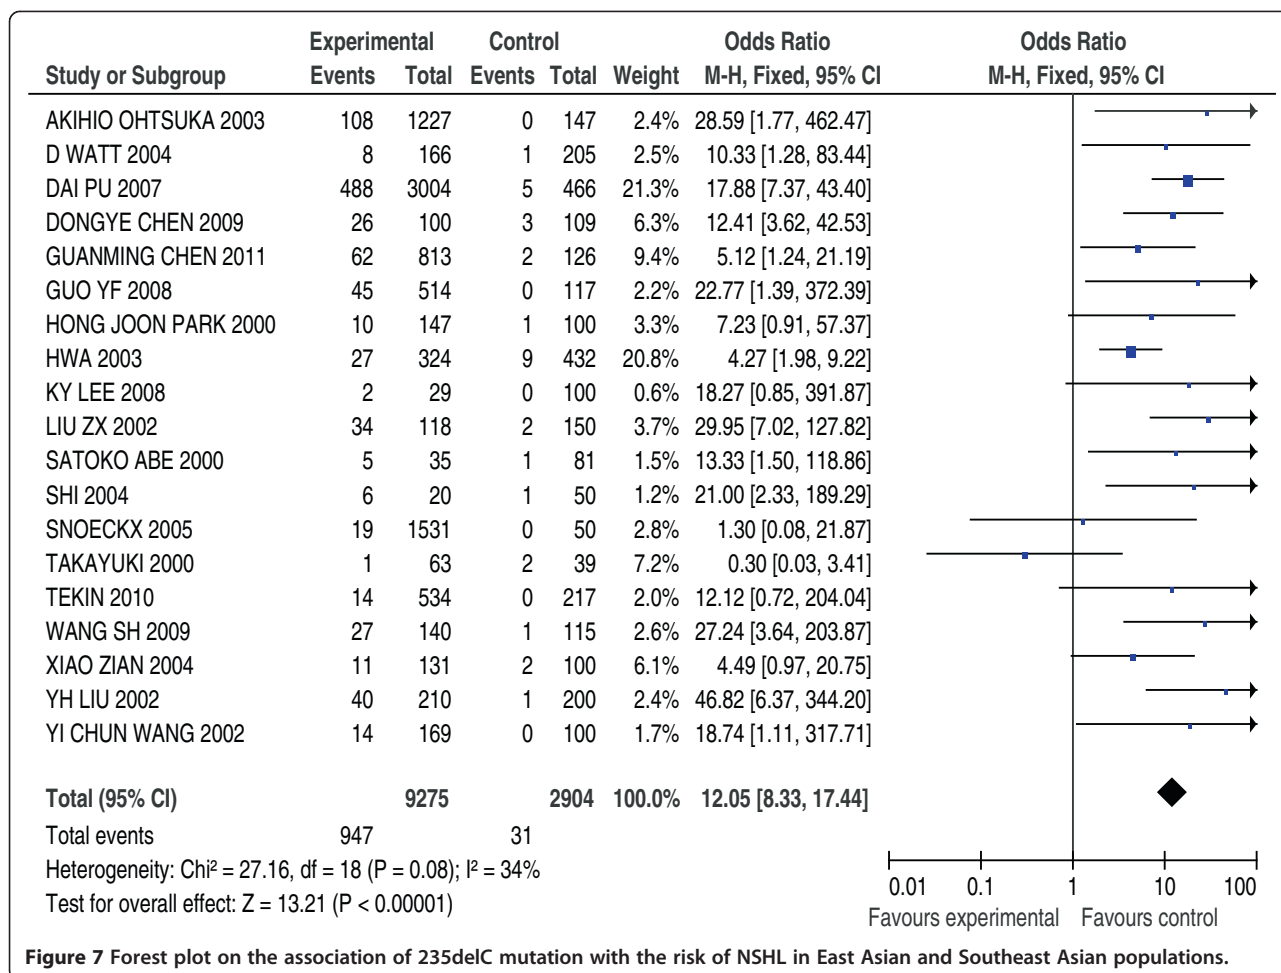 Experimental Control Odds Ratio Odds Ratio
Study or Subgroup Events Total Events Total Weight M-H, Fixed, 95% CI M-H, Fixed, 95% CI
AKIHIO OHTSUKA 2003 108 1227 0 147 2.4% 28.59 [1.77, 462.47]
D WATT 2004 8 166 1 205 2.5% 10.33 [1.28, 83.44]
DAI PU 2007 488 3004 5 466 21.3% 17.88 [7.37, 43.40]
DONGYE CHEN 2009 26 100 3 109 6.3% 12.41 [3.62, 42.53]
GUANMING CHEN 2011 62 813 2 126 9.4% 5.12 [1.24, 21.19]
GUO YF 2008 45 514 0 117 2.2% 22.77 [1.39, 372.39]
HONG JOON PARK 2000 10 147 1 100 3.3% 7.23 [0.91, 57.37]
HWA 2003 27 324 9 432 20.8% 4.27 [1.98, 9.22]
KY LEE 2008 2 29 0 100 0.6% 18.27 [0.85, 391.87]
LIU ZX 2002 34 118 2 150 3.7% 29.95 [7.02, 127.82]
SATOKO ABE 2000 5 35 1 81 1.5% 13.33 [1.50, 118.86]
SHI 2004 6 20 1 50 1.2% 21.00 [2.33, 189.29]
SNOECKX 2005 19 1531 0 50 2.8% 1.30 [0.08, 21.87]
TAKAYUKI 2000 1 63 2 39 7.2% 0.30 [0.03, 3.41]
TEKIN 2010 14 534 0 217 2.0% 12.12 [0.72, 204.04]
WANG SH 2009 27 140 1 115 2.6% 27.24 [3.64, 203.87]
XIAO ZIAN 2004 11 131 2 100 6.1% 4.49 [0.97, 20.75]
YH LIU 2002 40 210 1 200 2.4% 46.82 [6.37, 344.20]
YI CHUN WANG 2002 14 169 0 100 1.7% 18.74 [1.11, 317.71]
Total (95% CI) 9275 2904 100.0% 12.05 [8.33, 17.44]
Total events 947 31
Heterogeneity: Chi² = 27.16, df = 18 (P = 0.08); I² = 34%
Test for overall effect: Z = 13.21 (P < 0.00001)
0.01 0.1 1 10 100
Favours experimental Favours control
Figure 7 Forest plot on the association of 235delC mutation with the risk of NSHL in East Asian and Southeast Asian populations.